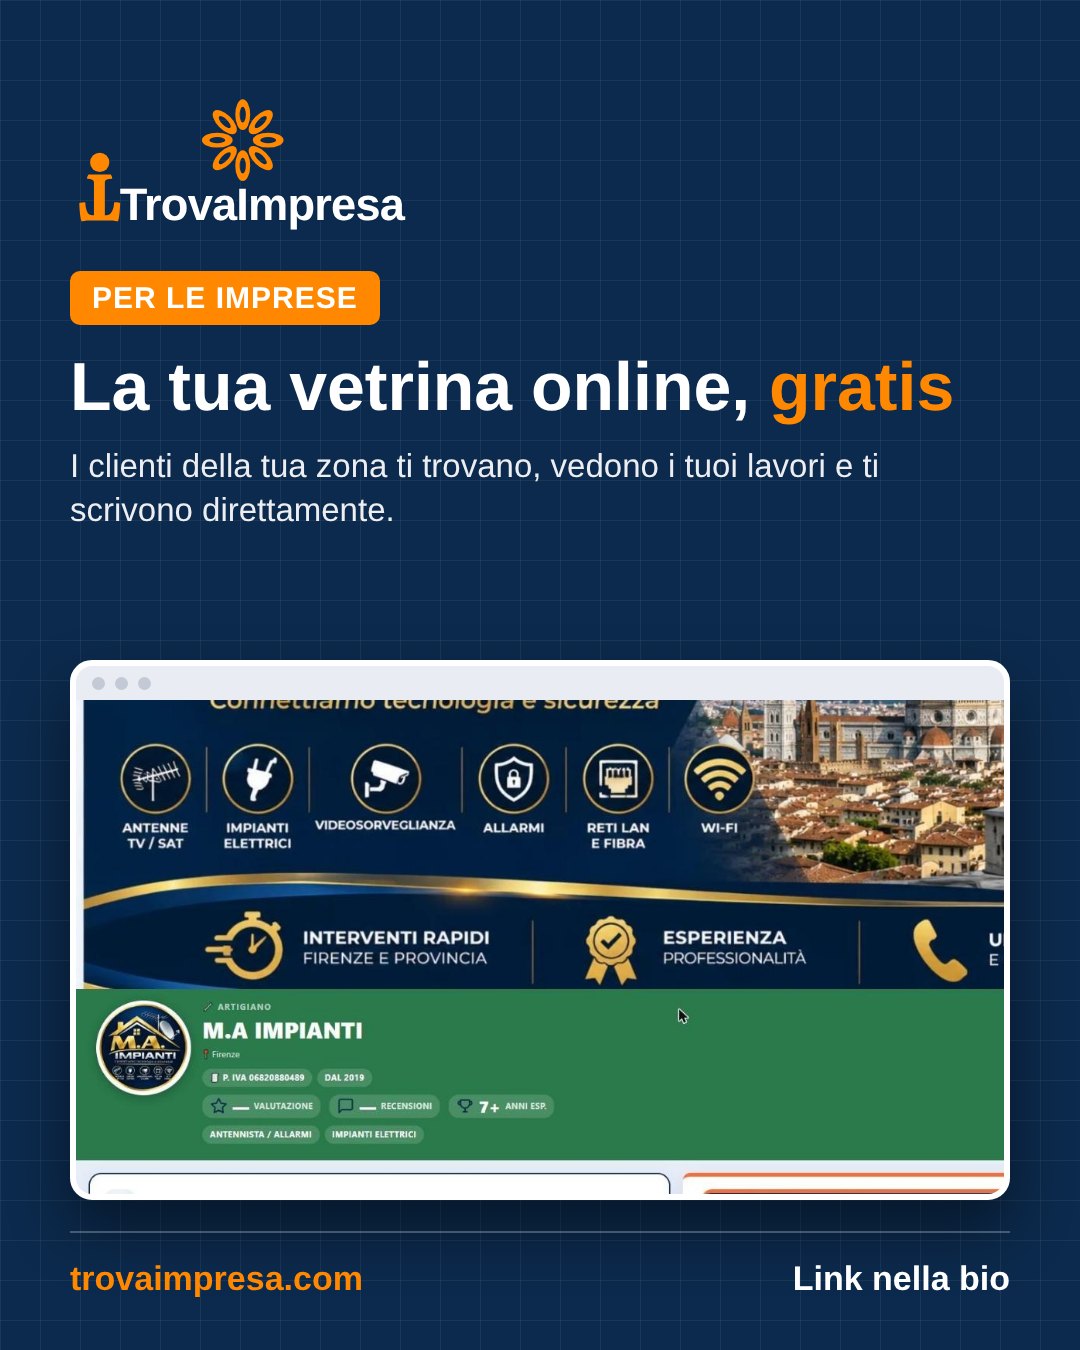 TrovaImpresa
PER LE IMPRESE
La tua vetrina online, gratis
I clienti della tua zona ti trovano, vedono i tuoi lavori e ti
scrivono direttamente.
Connettiamo tecnologia e sicurezza
ANTENNE
TV / SAT
IMPIANTI
ELETTRICI
VIDEOSORVEGLIANZA
ALLARMI
RETI LAN
E FIBRA
WI-FI
INTERVENTI RAPIDI
FIRENZE E PROVINCIA
ESPERIENZA
PROFESSIONALITÀ
U
E
M.A.
IMPIANTI
ARTIGIANO
M.A IMPIANTI
Firenze
P. IVA 06820880489
DAL 2019
— VALUTAZIONE
— RECENSIONI
7+ ANNI ESP.
ANTENNISTA / ALLARMI
IMPIANTI ELETTRICI
trovaimpresa.com
Link nella bio